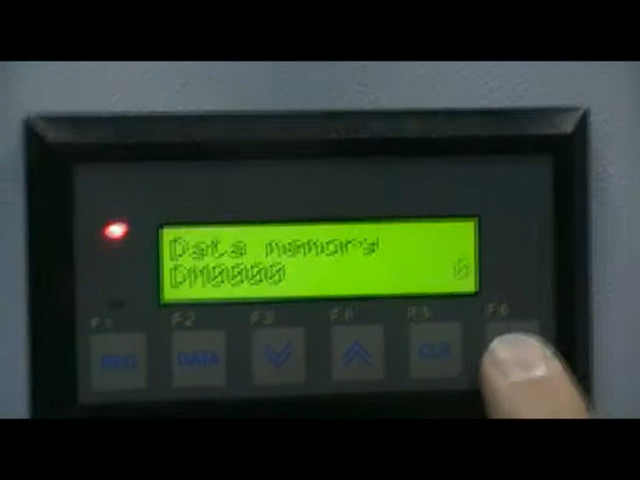 Data memory
DM0000 0
F1 F2 F3 F4 F5 F6
REG DATA CLR